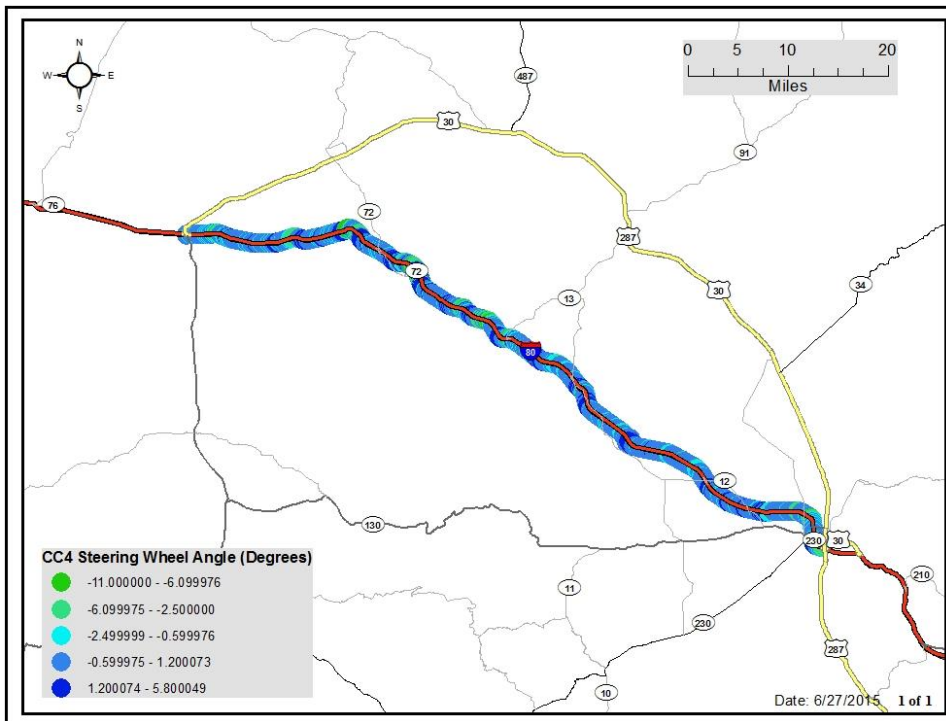 N
W E
S
0 5 10 20
Miles
487
30
91
76
72
287
72
30
34
13
80
12
130
230
30
210
11
230
287
10
CC4 Steering Wheel Angle (Degrees)
-11.000000 - -6.099976
-6.099975 - -2.500000
-2.499999 - -0.599976
-0.599975 - 1.200073
1.200074 - 5.800049
Date: 6/27/2015 1 of 1